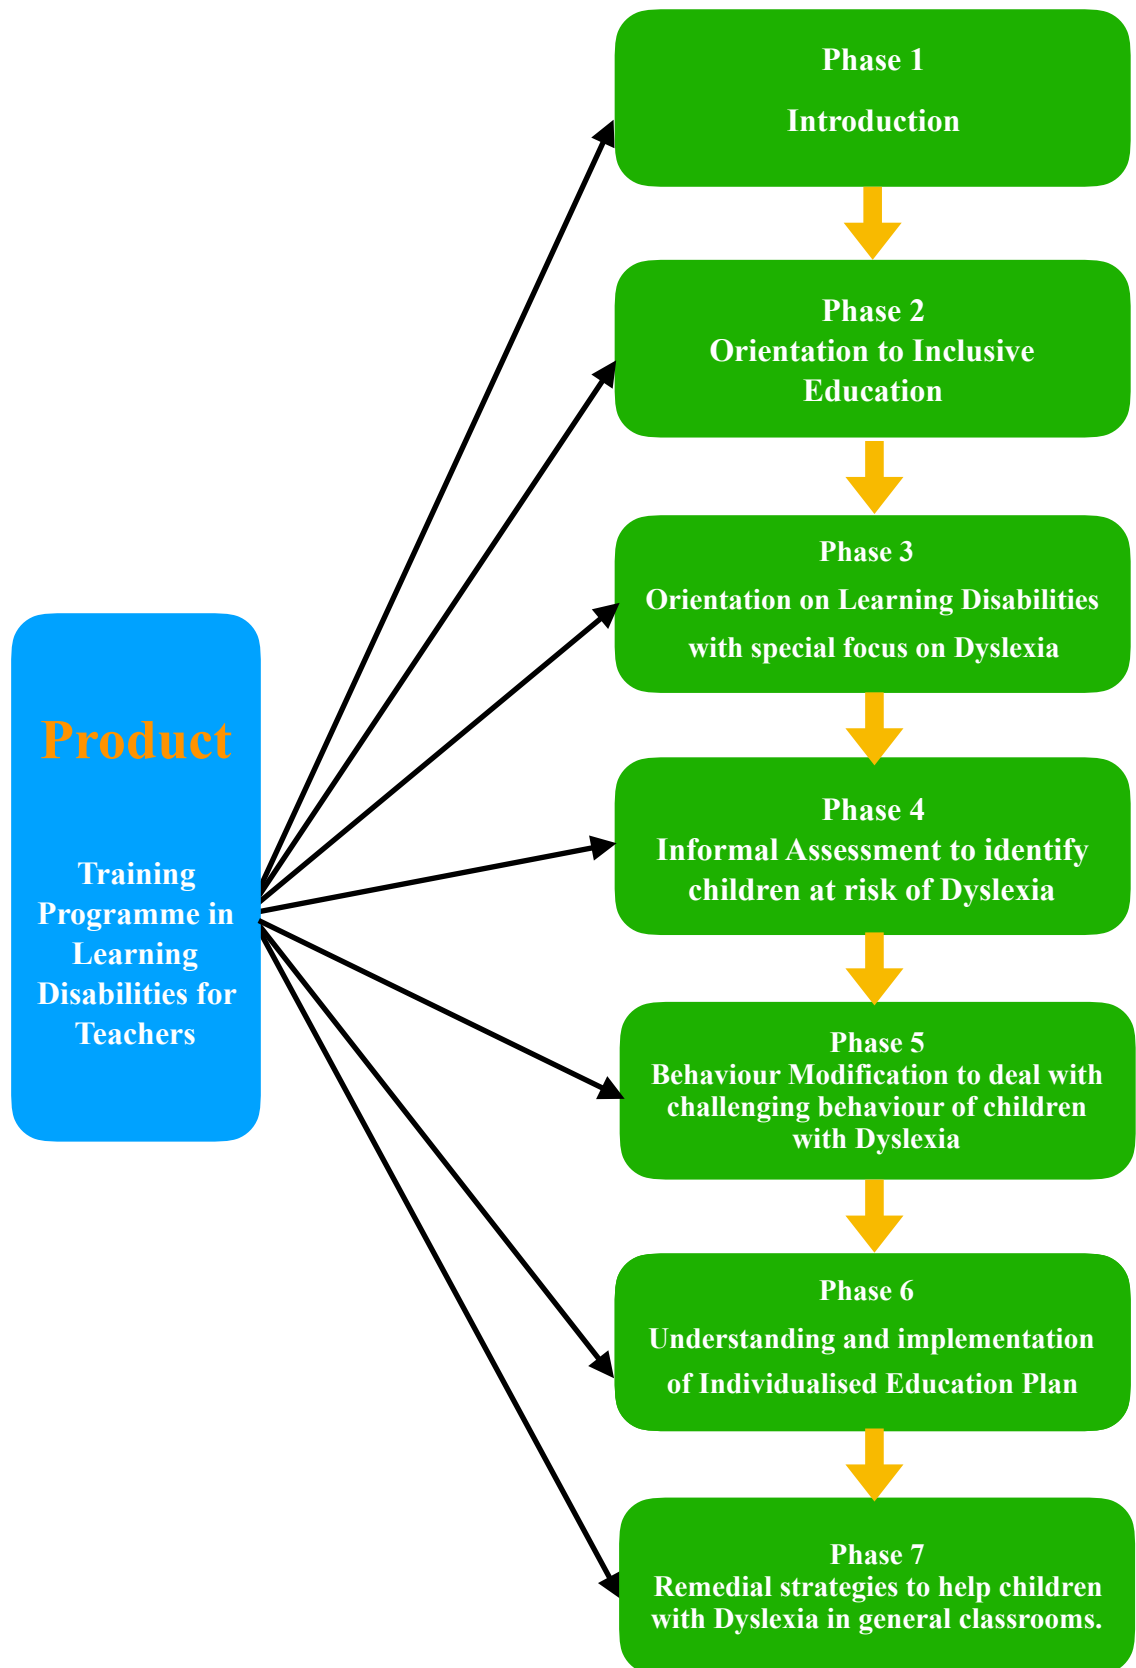 Phase 1
Introduction
Phase 2
Orientation to Inclusive
Education
Phase 3
Orientation on Learning Disabilities
with special focus on Dyslexia
Product
Training
Programme in
Learning
Disabilities for
Teachers
Phase 4
Informal Assessment to identify
children at risk of Dyslexia
Phase 5
Behaviour Modification to deal with
challenging behaviour of children
with Dyslexia
Phase 6
Understanding and implementation
of Individualised Education Plan
Phase 7
Remedial strategies to help children
with Dyslexia in general classrooms.